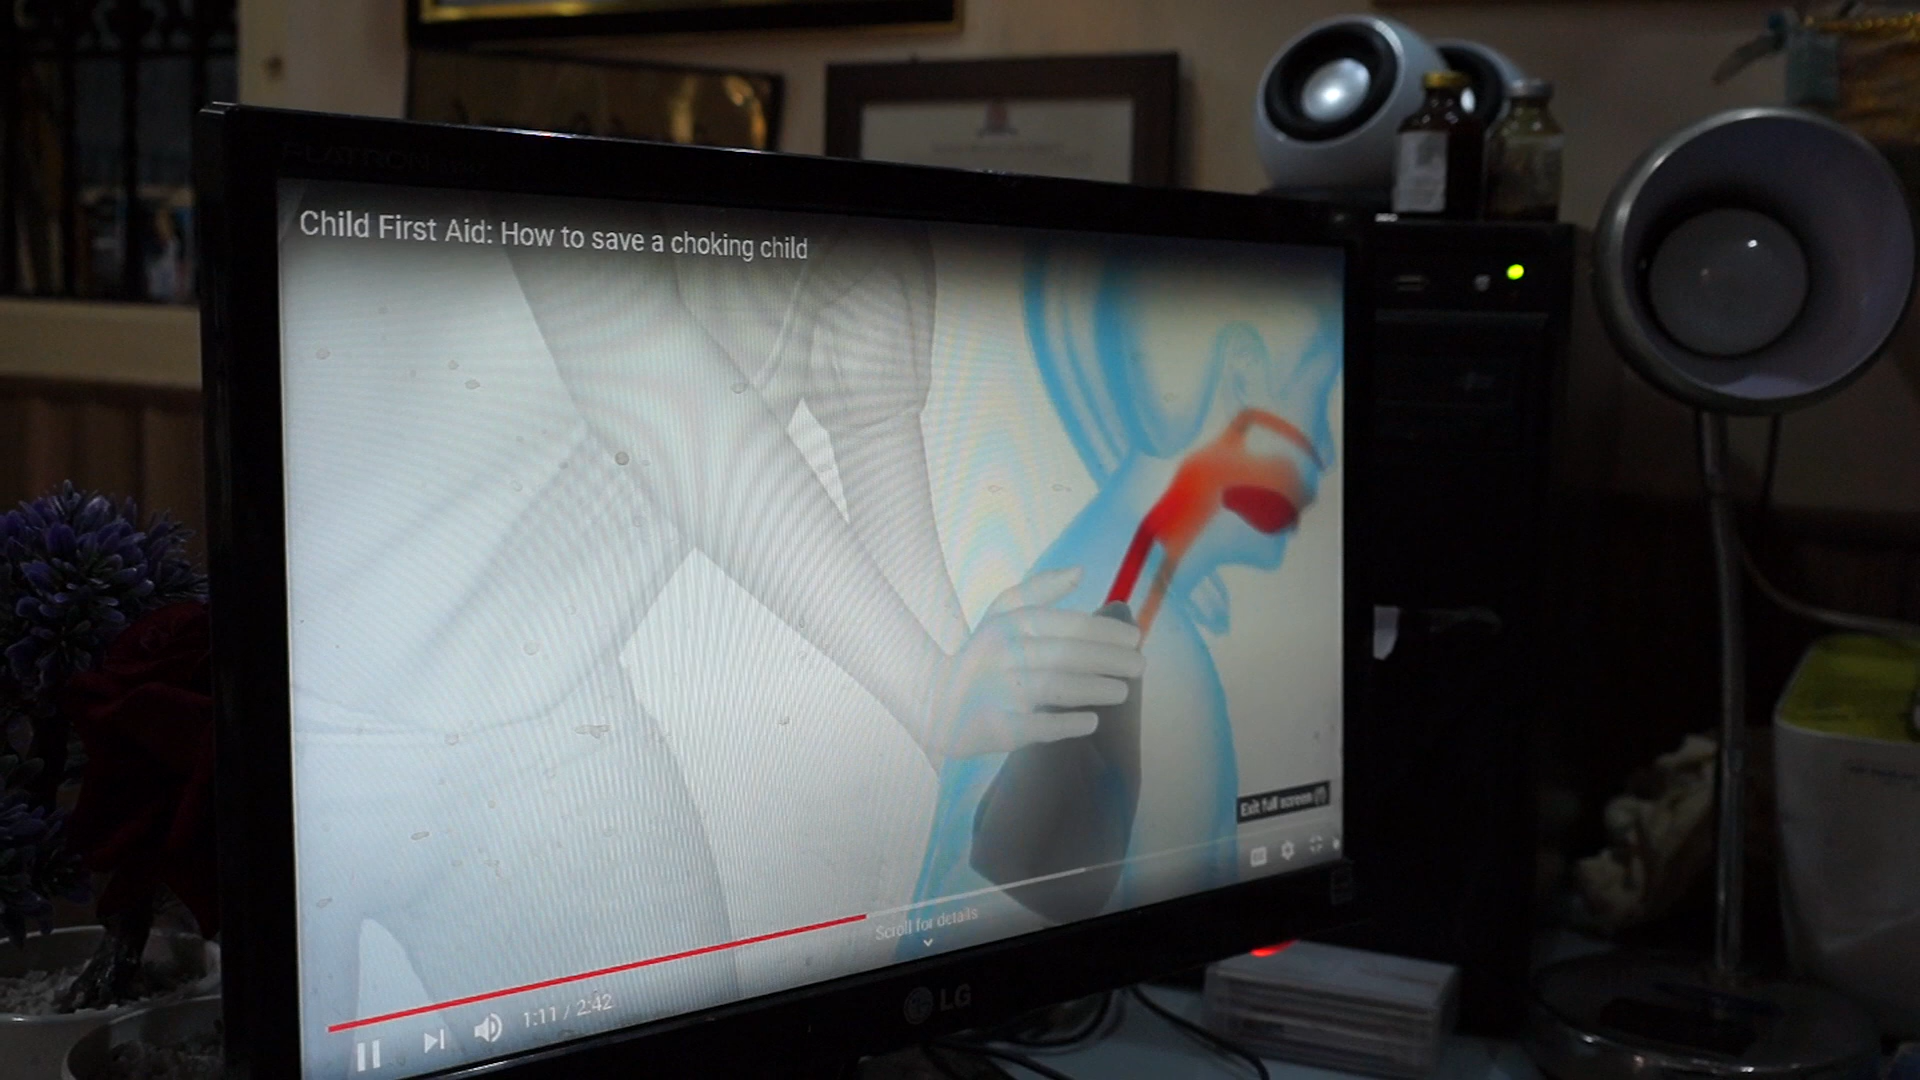 FLATRON
Child First Aid: How to save a choking child
Exit full screen (f)
Scroll for details
1:11 / 2:42
LG